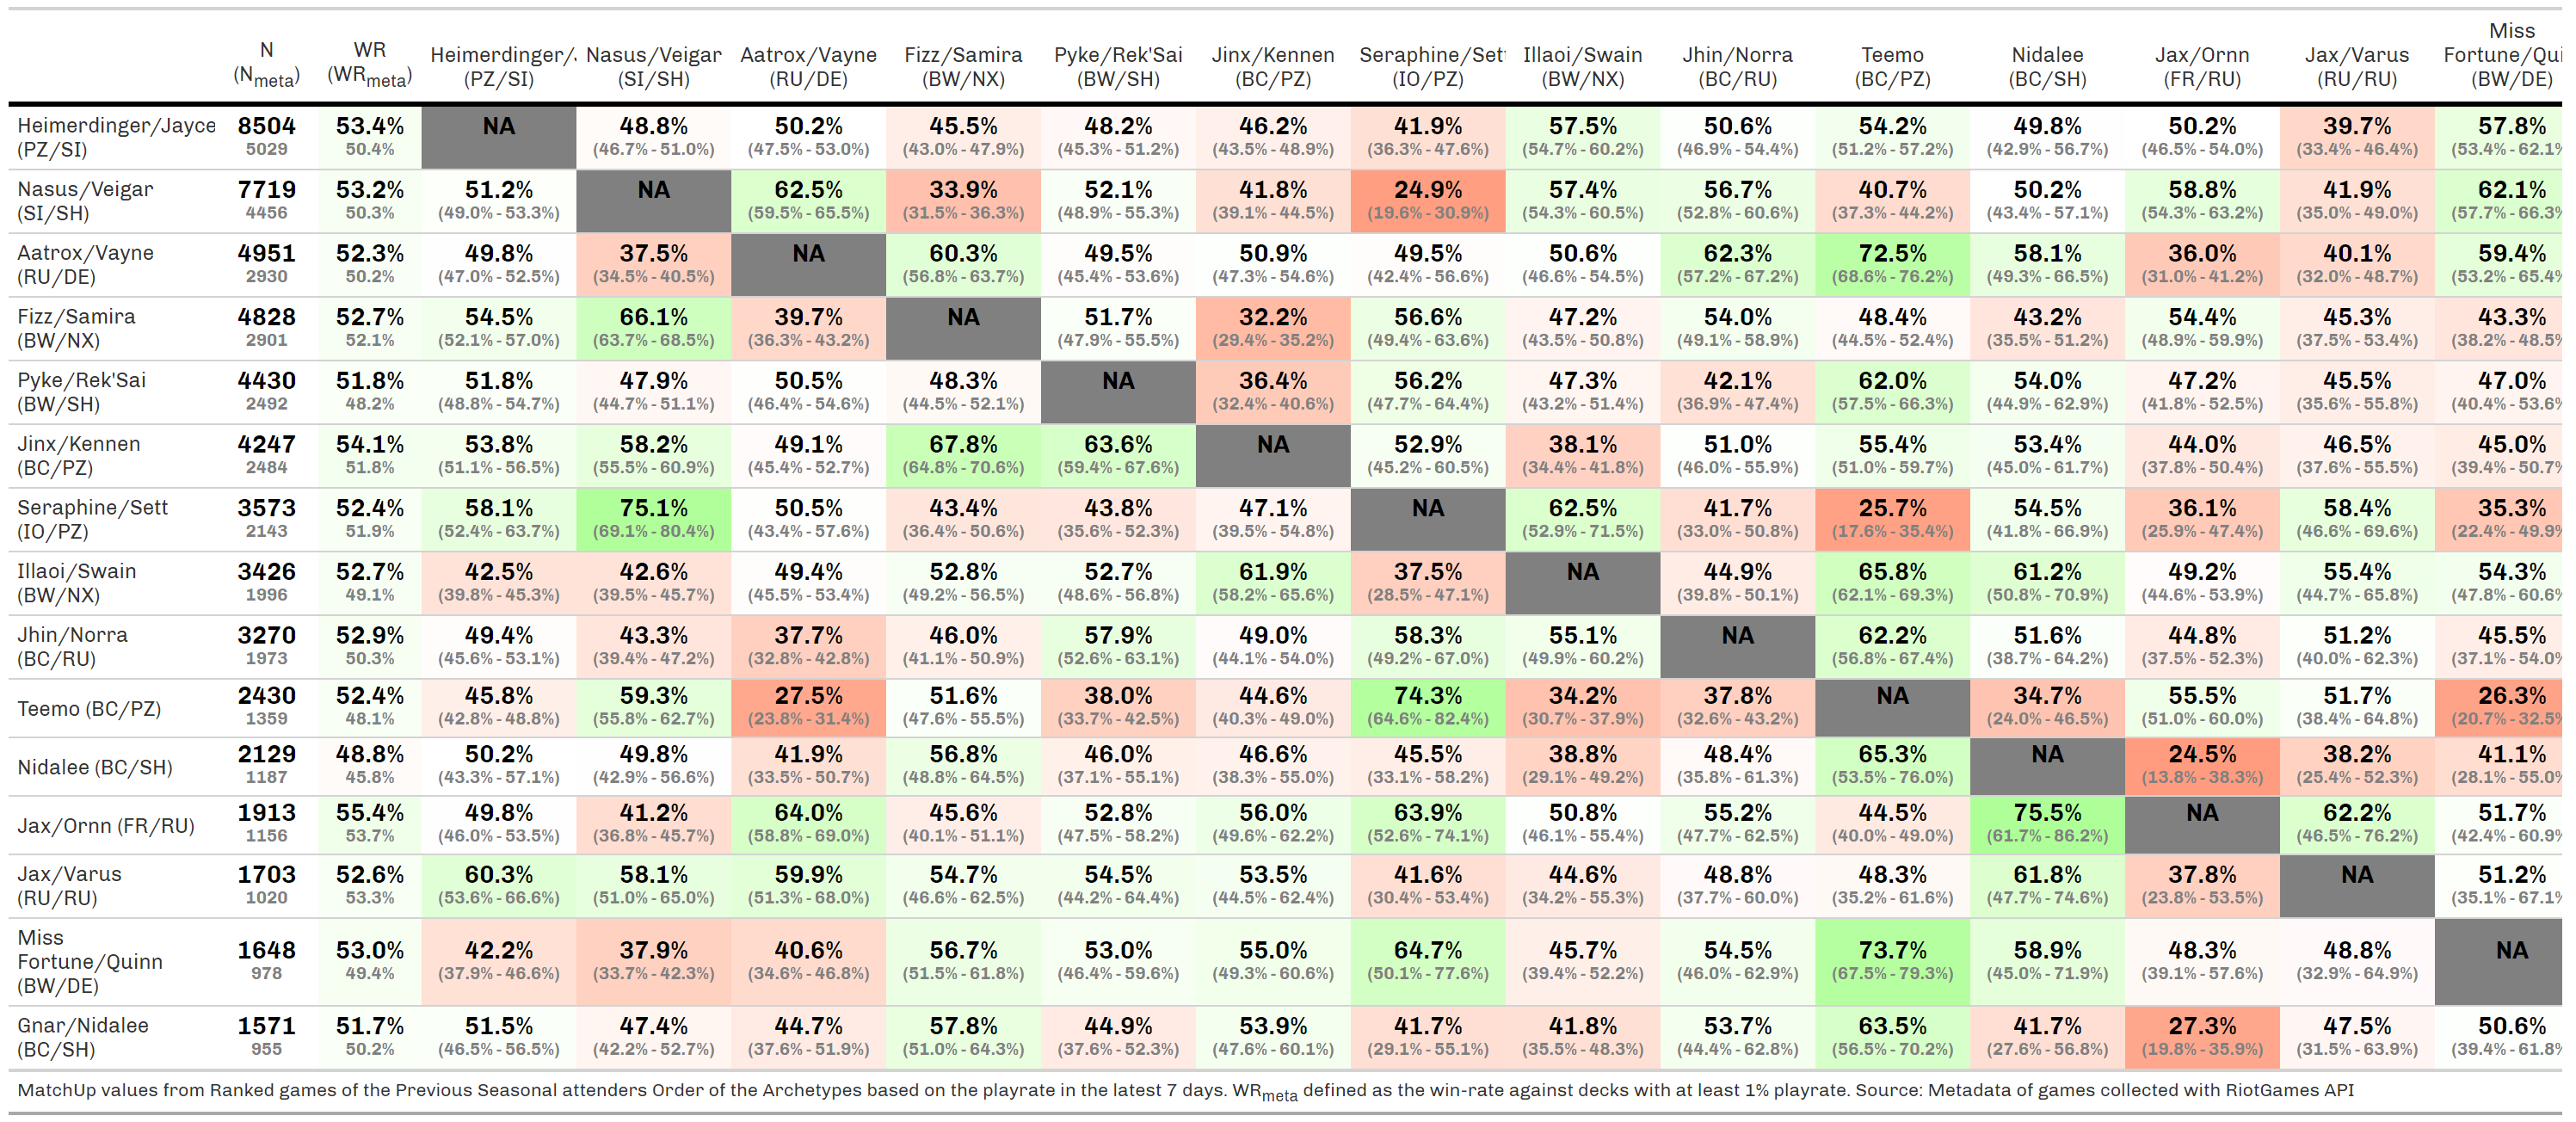 N WR Heimerdinger/J Nasus/Veigar Aatrox/Vayne Fizz/Samira Pyke/Rek'Sai Jinx/Kennen Seraphine/Sett Illaoi/Swain Jhin/Norra Teemo Nidalee Jax/Ornn Jax/Varus Miss Fortune/Qui
(Nmeta) (WRmeta) (PZ/SI) (SI/SH) (RU/DE) (BW/NX) (BW/SH) (BC/PZ) (IO/PZ) (BW/NX) (BC/RU) (BC/PZ) (BC/SH) (FR/RU) (RU/RU) (BW/DE)
Heimerdinger/Jayce 8504 53.4% NA 48.8% 50.2% 45.5% 48.2% 46.2% 41.9% 57.5% 50.6% 54.2% 49.8% 50.2% 39.7% 57.8%
(PZ/SI) 5029 50.4% (46.7% - 51.0%) (47.5% - 53.0%) (43.0% - 47.9%) (45.3% - 51.2%) (43.5% - 48.9%) (36.3% - 47.6%) (54.7% - 60.2%) (46.9% - 54.4%) (51.2% - 57.2%) (42.9% - 56.7%) (46.5% - 54.0%) (33.4% - 46.4%) (53.4% - 62.1%
Nasus/Veigar 7719 53.2% 51.2% NA 62.5% 33.9% 52.1% 41.8% 24.9% 57.4% 56.7% 40.7% 50.2% 58.8% 41.9% 62.1%
(SI/SH) 4456 50.3% (49.0% - 53.3%) (59.5% - 65.5%) (31.5% - 36.3%) (48.9% - 55.3%) (39.1% - 44.5%) (19.6% - 30.9%) (54.3% - 60.5%) (52.8% - 60.6%) (37.3% - 44.2%) (43.4% - 57.1%) (54.3% - 63.2%) (35.0% - 49.0%) (57.7% - 66.3%
Aatrox/Vayne 4951 52.3% 49.8% 37.5% NA 60.3% 49.5% 50.9% 49.5% 50.6% 62.3% 72.5% 58.1% 36.0% 40.1% 59.4%
(RU/DE) 2930 50.2% (47.0% - 52.5%) (34.5% - 40.5%) (56.8% - 63.7%) (45.4% - 53.6%) (47.3% - 54.6%) (42.4% - 56.6%) (46.6% - 54.5%) (57.2% - 67.2%) (68.6% - 76.2%) (49.3% - 66.5%) (31.0% - 41.2%) (32.0% - 48.7%) (53.2% - 65.4%
Fizz/Samira 4828 52.7% 54.5% 66.1% 39.7% NA 51.7% 32.2% 56.6% 47.2% 54.0% 48.4% 43.2% 54.4% 45.3% 43.3%
(BW/NX) 2901 52.1% (52.1% - 57.0%) (63.7% - 68.5%) (36.3% - 43.2%) (47.9% - 55.5%) (29.4% - 35.2%) (49.4% - 63.6%) (43.5% - 50.8%) (49.1% - 58.9%) (44.5% - 52.4%) (35.5% - 51.2%) (48.9% - 59.9%) (37.5% - 53.4%) (38.2% - 48.5%
Pyke/Rek'Sai 4430 51.8% 51.8% 47.9% 50.5% 48.3% NA 36.4% 56.2% 47.3% 42.1% 62.0% 54.0% 47.2% 45.5% 47.0%
(BW/SH) 2492 48.2% (48.8% - 54.7%) (44.7% - 51.1%) (46.4% - 54.6%) (44.5% - 52.1%) (32.4% - 40.6%) (47.7% - 64.4%) (43.2% - 51.4%) (36.9% - 47.4%) (57.5% - 66.3%) (44.9% - 62.9%) (41.8% - 52.5%) (35.6% - 55.8%) (40.4% - 53.6%
Jinx/Kennen 4247 54.1% 53.8% 58.2% 49.1% 67.8% 63.6% NA 52.9% 38.1% 51.0% 55.4% 53.4% 44.0% 46.5% 45.0%
(BC/PZ) 2484 51.8% (51.1% - 56.5%) (55.5% - 60.9%) (45.4% - 52.7%) (64.8% - 70.6%) (59.4% - 67.6%) (45.2% - 60.5%) (34.4% - 41.8%) (46.0% - 55.9%) (51.0% - 59.7%) (45.0% - 61.7%) (37.8% - 50.4%) (37.6% - 55.5%) (39.4% - 50.7%
Seraphine/Sett 3573 52.4% 58.1% 75.1% 50.5% 43.4% 43.8% 47.1% NA 62.5% 41.7% 25.7% 54.5% 36.1% 58.4% 35.3%
(IO/PZ) 2143 51.9% (52.4% - 63.7%) (69.1% - 80.4%) (43.4% - 57.6%) (36.4% - 50.6%) (35.6% - 52.3%) (39.5% - 54.8%) (52.9% - 71.5%) (33.0% - 50.8%) (17.6% - 35.4%) (41.8% - 66.9%) (25.9% - 47.4%) (46.6% - 69.6%) (22.4% - 49.9%
Illaoi/Swain 3426 52.7% 42.5% 42.6% 49.4% 52.8% 52.7% 61.9% 37.5% NA 44.9% 65.8% 61.2% 49.2% 55.4% 54.3%
(BW/NX) 1996 49.1% (39.8% - 45.3%) (39.5% - 45.7%) (45.5% - 53.4%) (49.2% - 56.5%) (48.6% - 56.8%) (58.2% - 65.6%) (28.5% - 47.1%) (39.8% - 50.1%) (62.1% - 69.3%) (50.8% - 70.9%) (44.6% - 53.9%) (44.7% - 65.8%) (47.8% - 60.6%
Jhin/Norra 3270 52.9% 49.4% 43.3% 37.7% 46.0% 57.9% 49.0% 58.3% 55.1% NA 62.2% 51.6% 44.8% 51.2% 45.5%
(BC/RU) 1973 50.3% (45.6% - 53.1%) (39.4% - 47.2%) (32.8% - 42.8%) (41.1% - 50.9%) (52.6% - 63.1%) (44.1% - 54.0%) (49.2% - 67.0%) (49.9% - 60.2%) (56.8% - 67.4%) (38.7% - 64.2%) (37.5% - 52.3%) (40.0% - 62.3%) (37.1% - 54.0%
Teemo (BC/PZ) 2430 52.4% 45.8% 59.3% 27.5% 51.6% 38.0% 44.6% 74.3% 34.2% 37.8% NA 34.7% 55.5% 51.7% 26.3%
1359 48.1% (42.8% - 48.8%) (55.8% - 62.7%) (23.8% - 31.4%) (47.6% - 55.5%) (33.7% - 42.5%) (40.3% - 49.0%) (64.6% - 82.4%) (30.7% - 37.9%) (32.6% - 43.2%) (24.0% - 46.5%) (51.0% - 60.0%) (38.4% - 64.8%) (20.7% - 32.5%
Nidalee (BC/SH) 2129 48.8% 50.2% 49.8% 41.9% 56.8% 46.0% 46.6% 45.5% 38.8% 48.4% 65.3% NA 24.5% 38.2% 41.1%
1187 45.8% (43.3% - 57.1%) (42.9% - 56.6%) (33.5% - 50.7%) (48.8% - 64.5%) (37.1% - 55.1%) (38.3% - 55.0%) (33.1% - 58.2%) (29.1% - 49.2%) (35.8% - 61.3%) (53.5% - 76.0%) (13.8% - 38.3%) (25.4% - 52.3%) (28.1% - 55.0%
Jax/Ornn (FR/RU) 1913 55.4% 49.8% 41.2% 64.0% 45.6% 52.8% 56.0% 63.9% 50.8% 55.2% 44.5% 75.5% NA 62.2% 51.7%
1156 53.7% (46.0% - 53.5%) (36.8% - 45.7%) (58.8% - 69.0%) (40.1% - 51.1%) (47.5% - 58.2%) (49.6% - 62.2%) (52.6% - 74.1%) (46.1% - 55.4%) (47.7% - 62.5%) (40.0% - 49.0%) (61.7% - 86.2%) (46.5% - 76.2%) (42.4% - 60.9%
Jax/Varus 1703 52.6% 60.3% 58.1% 59.9% 54.7% 54.5% 53.5% 41.6% 44.6% 48.8% 48.3% 61.8% 37.8% NA 51.2%
(RU/RU) 1020 53.3% (53.6% - 66.6%) (51.0% - 65.0%) (51.3% - 68.0%) (46.6% - 62.5%) (44.2% - 64.4%) (44.5% - 62.4%) (30.4% - 53.4%) (34.2% - 55.3%) (37.7% - 60.0%) (35.2% - 61.6%) (47.7% - 74.6%) (23.8% - 53.5%) (35.1% - 67.1%
Miss
Fortune/Quinn 1648 53.0% 42.2% 37.9% 40.6% 56.7% 53.0% 55.0% 64.7% 45.7% 54.5% 73.7% 58.9% 48.3% 48.8% NA
(BW/DE) 978 49.4% (37.9% - 46.6%) (33.7% - 42.3%) (34.6% - 46.8%) (51.5% - 61.8%) (46.4% - 59.6%) (49.3% - 60.6%) (50.1% - 77.6%) (39.4% - 52.2%) (46.0% - 62.9%) (67.5% - 79.3%) (45.0% - 71.9%) (39.1% - 57.6%) (32.9% - 64.9%)
Gnar/Nidalee 1571 51.7% 51.5% 47.4% 44.7% 57.8% 44.9% 53.9% 41.7% 41.8% 53.7% 63.5% 41.7% 27.3% 47.5% 50.6%
(BC/SH) 955 50.2% (46.5% - 56.5%) (42.2% - 52.7%) (37.6% - 51.9%) (51.0% - 64.3%) (37.6% - 52.3%) (47.6% - 60.1%) (29.1% - 55.1%) (35.5% - 48.3%) (44.4% - 62.8%) (56.5% - 70.2%) (27.6% - 56.8%) (19.8% - 35.9%) (31.5% - 63.9%) (39.4% - 61.8%
MatchUp values from Ranked games of the Previous Seasonal attenders Order of the Archetypes based on the playrate in the latest 7 days. WRmeta defined as the win-rate against decks with at least 1% playrate. Source: Metadata of games collected with RiotGames API